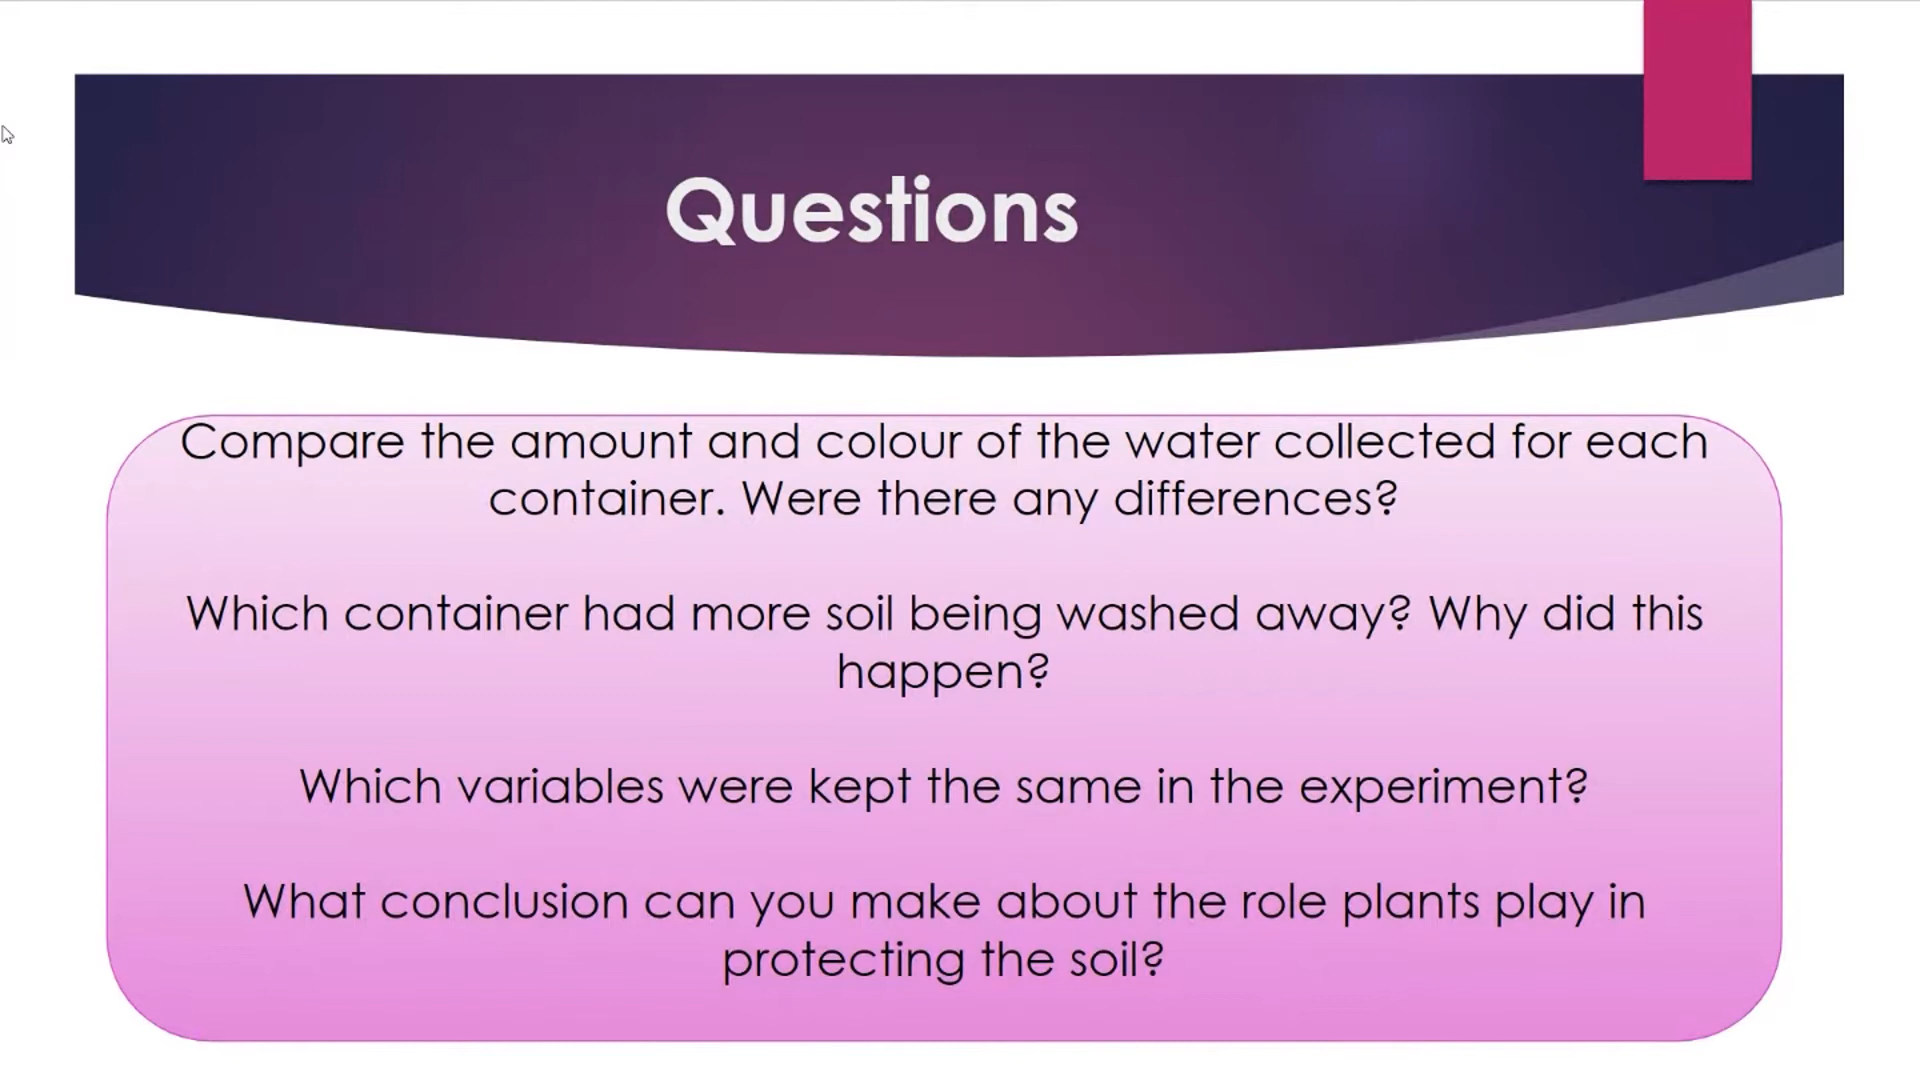 Questions
Compare the amount and colour of the water collected for each
container. Were there any differences?
Which container had more soil being washed away? Why did this
happen?
Which variables were kept the same in the experiment?
What conclusion can you make about the role plants play in
protecting the soil?